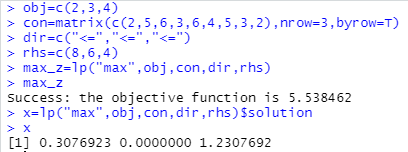 > obj=c(2,3,4)
> con=matrix(c(2,5,6,3,6,4,5,3,2),nrow=3,byrow=T)
> dir=c("<=","<=","<=")
> rhs=c(8,6,4)
> max_z=lp("max",obj,con,dir,rhs)
> max_z
Success: the objective function is 5.538462
> x=lp("max",obj,con,dir,rhs)$solution
> x
[1] 0.3076923 0.0000000 1.2307692